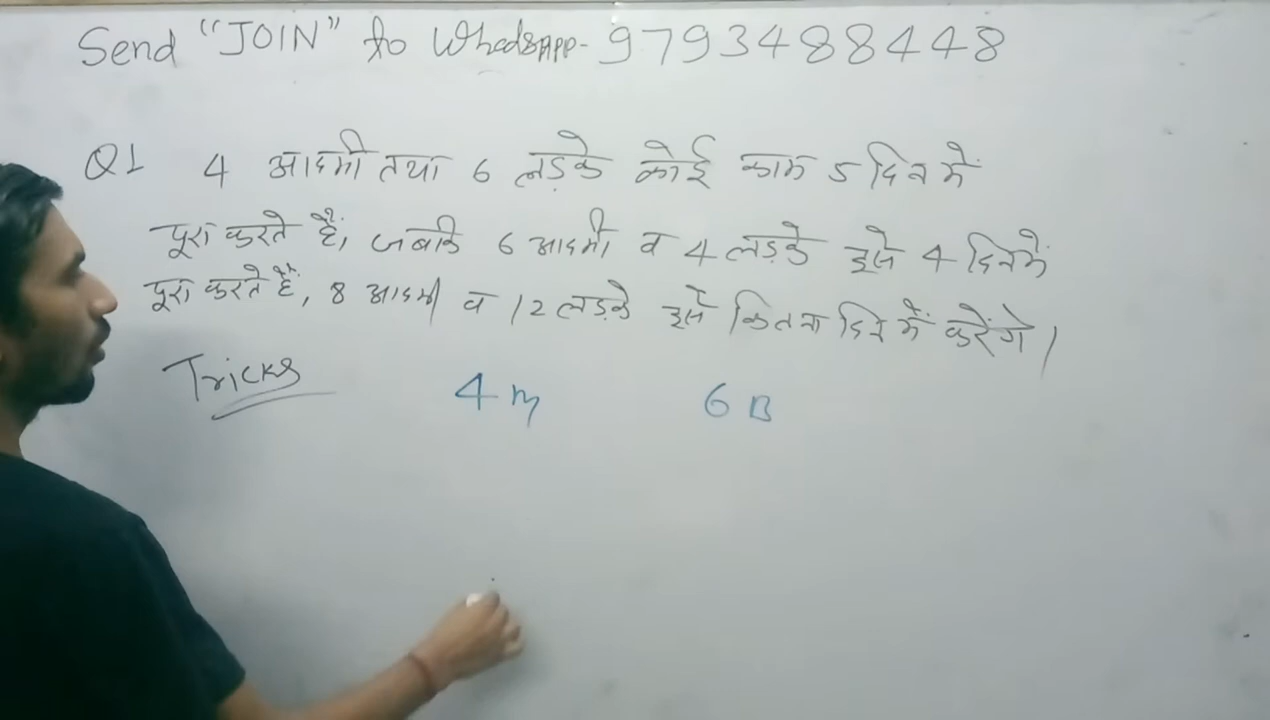 Send "JOIN" to WhatsApp- 9793488448
Q1 4 आदमी तथा 6 लड़के कोई काम 5 दिन में
पूरा करते हैं, जबकि 6 आदमी व 4 लड़के इसे 4 दिन में
पूरा करते हैं, 8 आदमी व 12 लड़के इसे कितना दिन में करेंगे।
Tricks 4 m 6 B